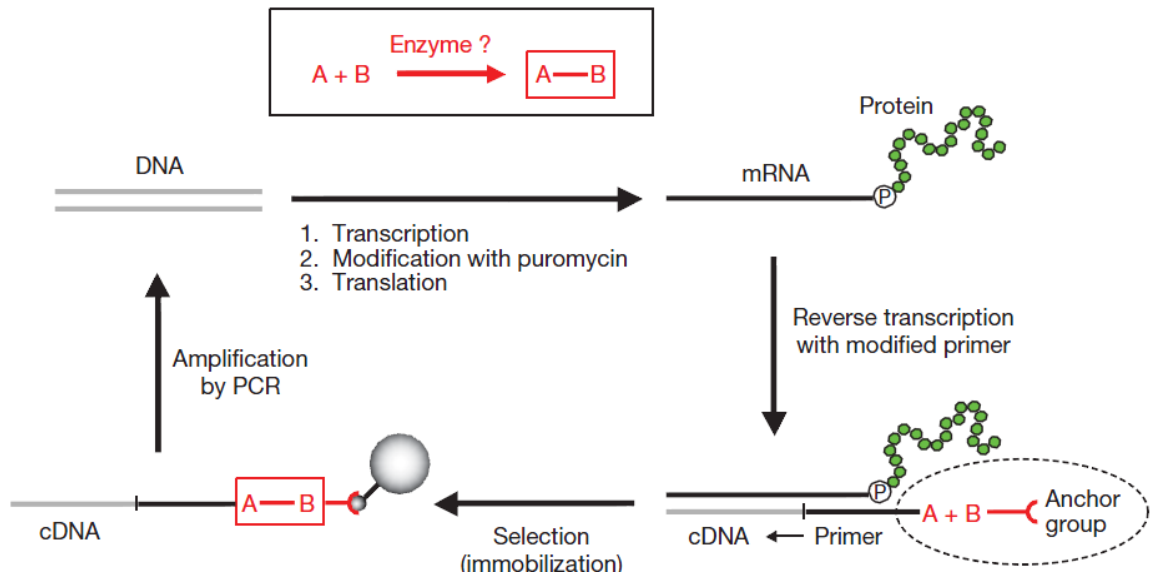 Enzyme ?
A + B
A B
DNA
1. Transcription
2. Modification with puromycin
3. Translation
Protein
mRNA
P
Reverse transcription
with modified primer
P
A + B
Anchor
group
cDNA
Primer
Selection
(immobilization)
A B
cDNA
Amplification
by PCR